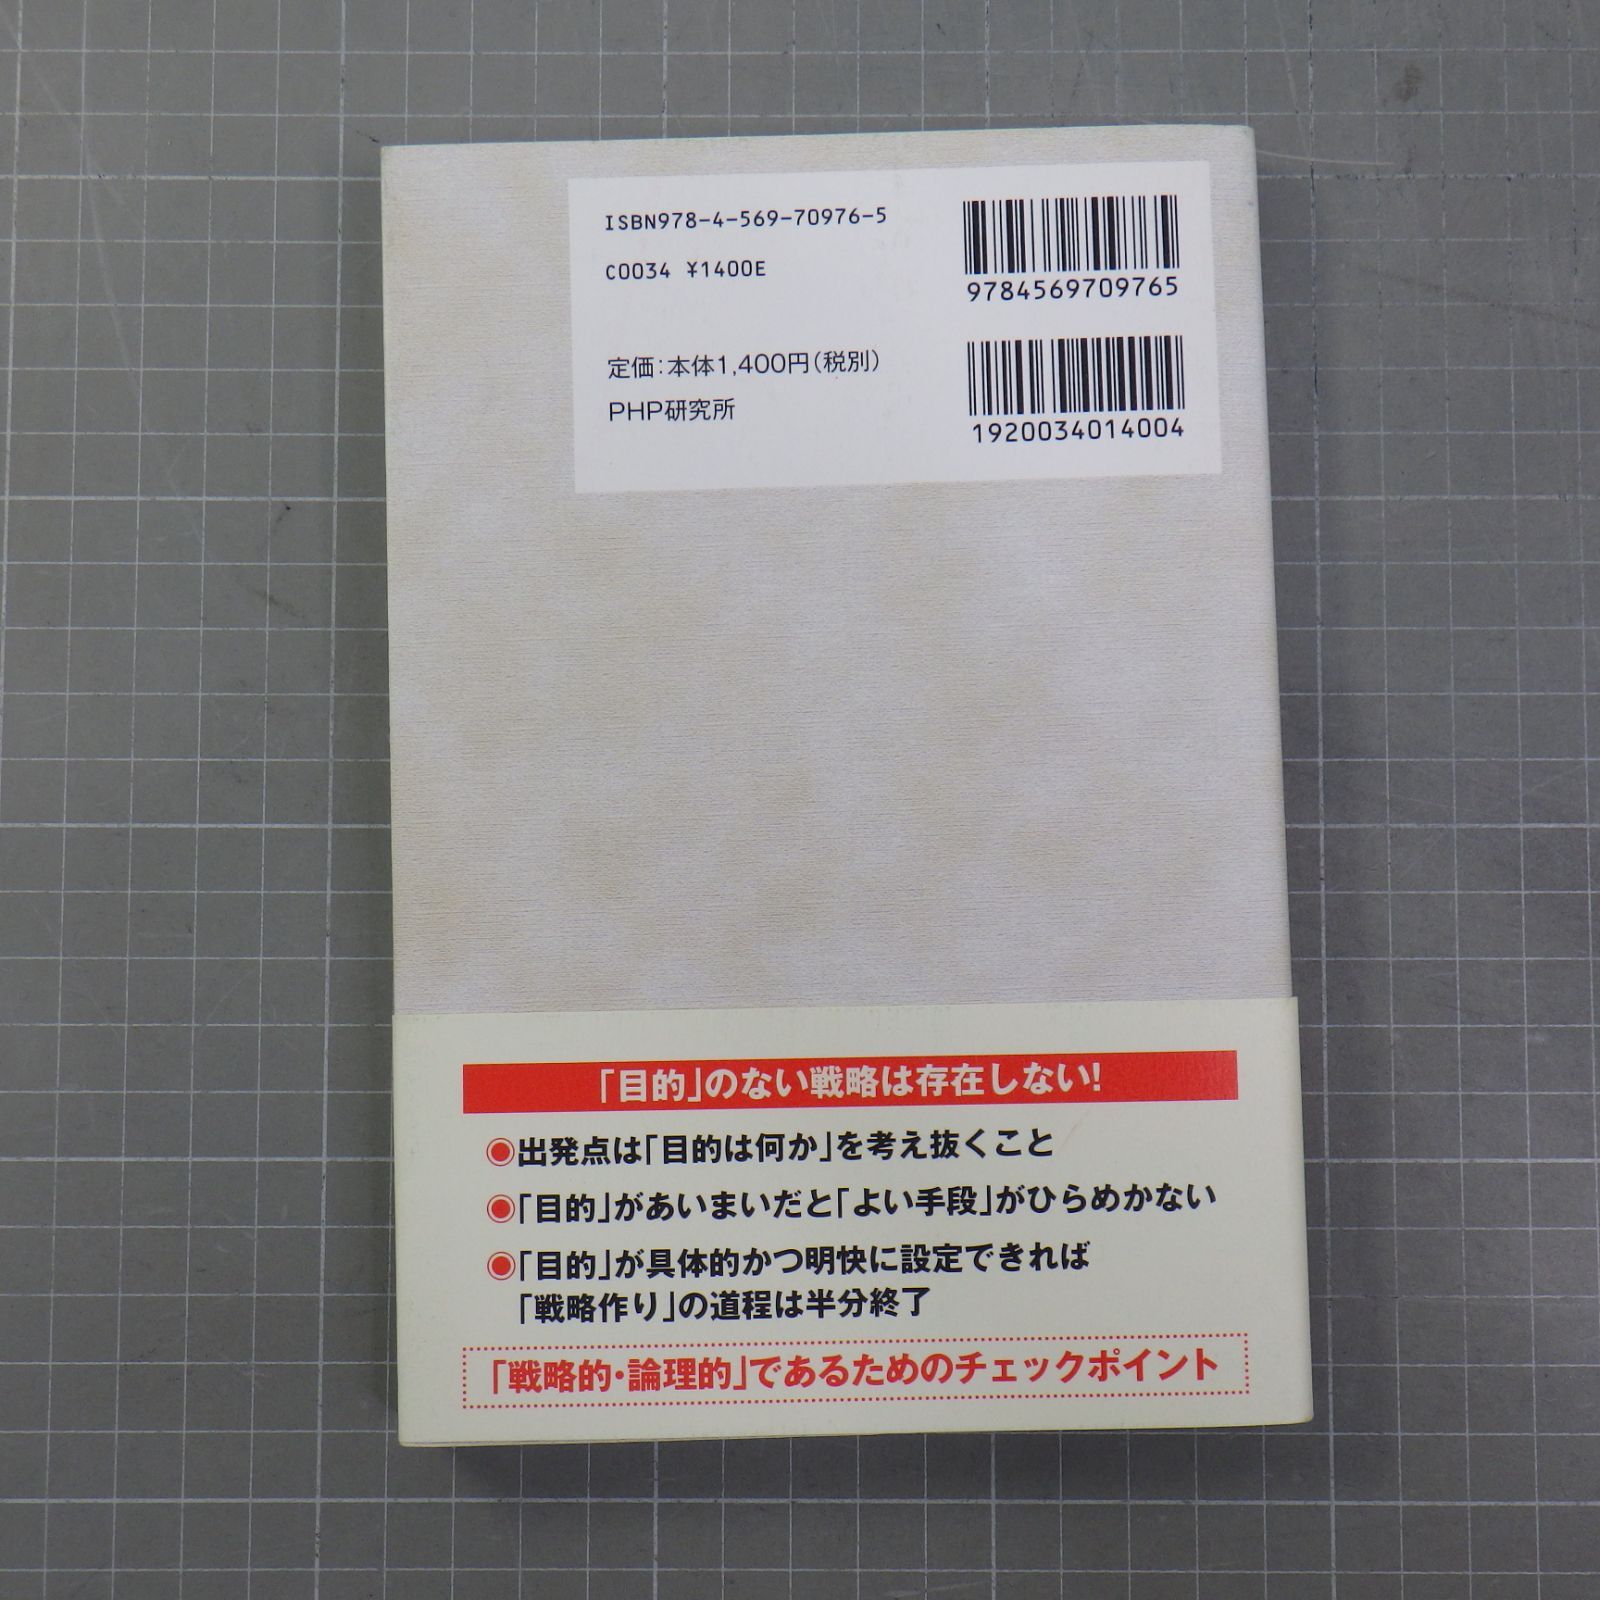 ISBN978-4-569-70976-5
C0034 ¥1400E
9784569709765
定価:本体1,400円(税別)
PHP研究所
1920034014004
「目的」のない戦略は存在しない!
◉出発点は「目的は何か」を考え抜くこと
◉「目的」があいまいだと「よい手段」がひらめかない
◉「目的」が具体的かつ明快に設定できれば
「戦略作り」の道程は半分終了
「戦略的・論理的」であるためのチェックポイント